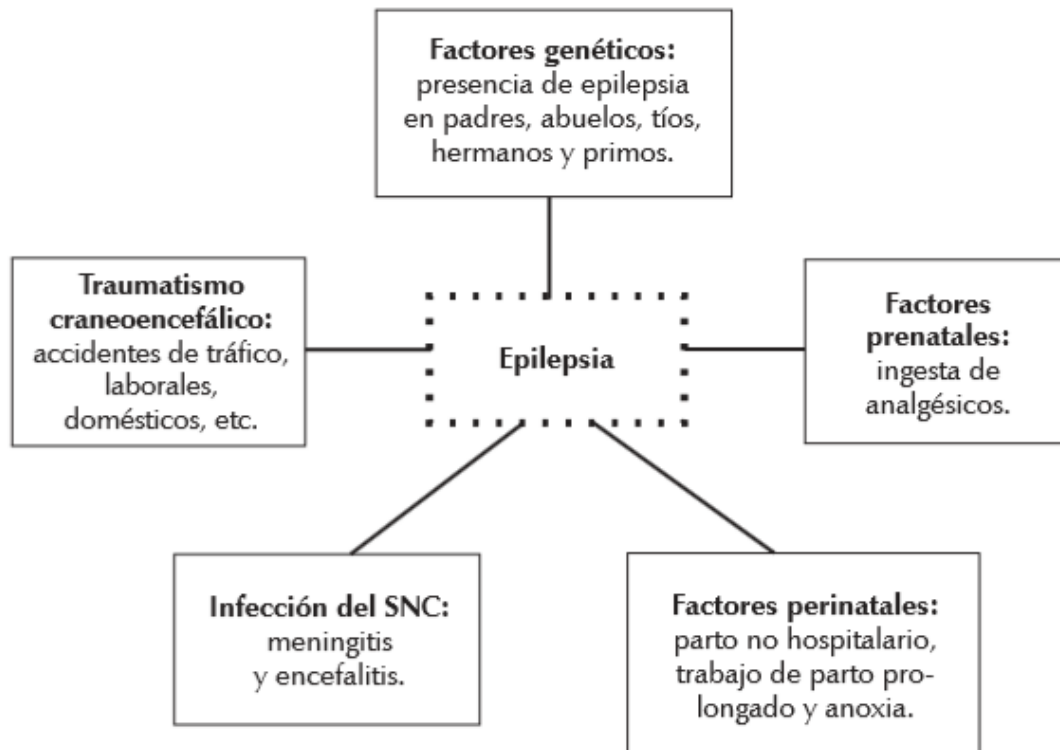 Factores genéticos:
presencia de epilepsia
en padres, abuelos, tíos,
hermanos y primos.
Traumatismo
craneoencefálico:
accidentes de tráfico,
laborales,
domésticos, etc.
Epilepsia
Factores
prenatales:
ingesta de
analgésicos.
Infección del SNC:
meningitis
y encefalitis.
Factores perinatales:
parto no hospitalario,
trabajo de parto pro-
longado y anoxia.